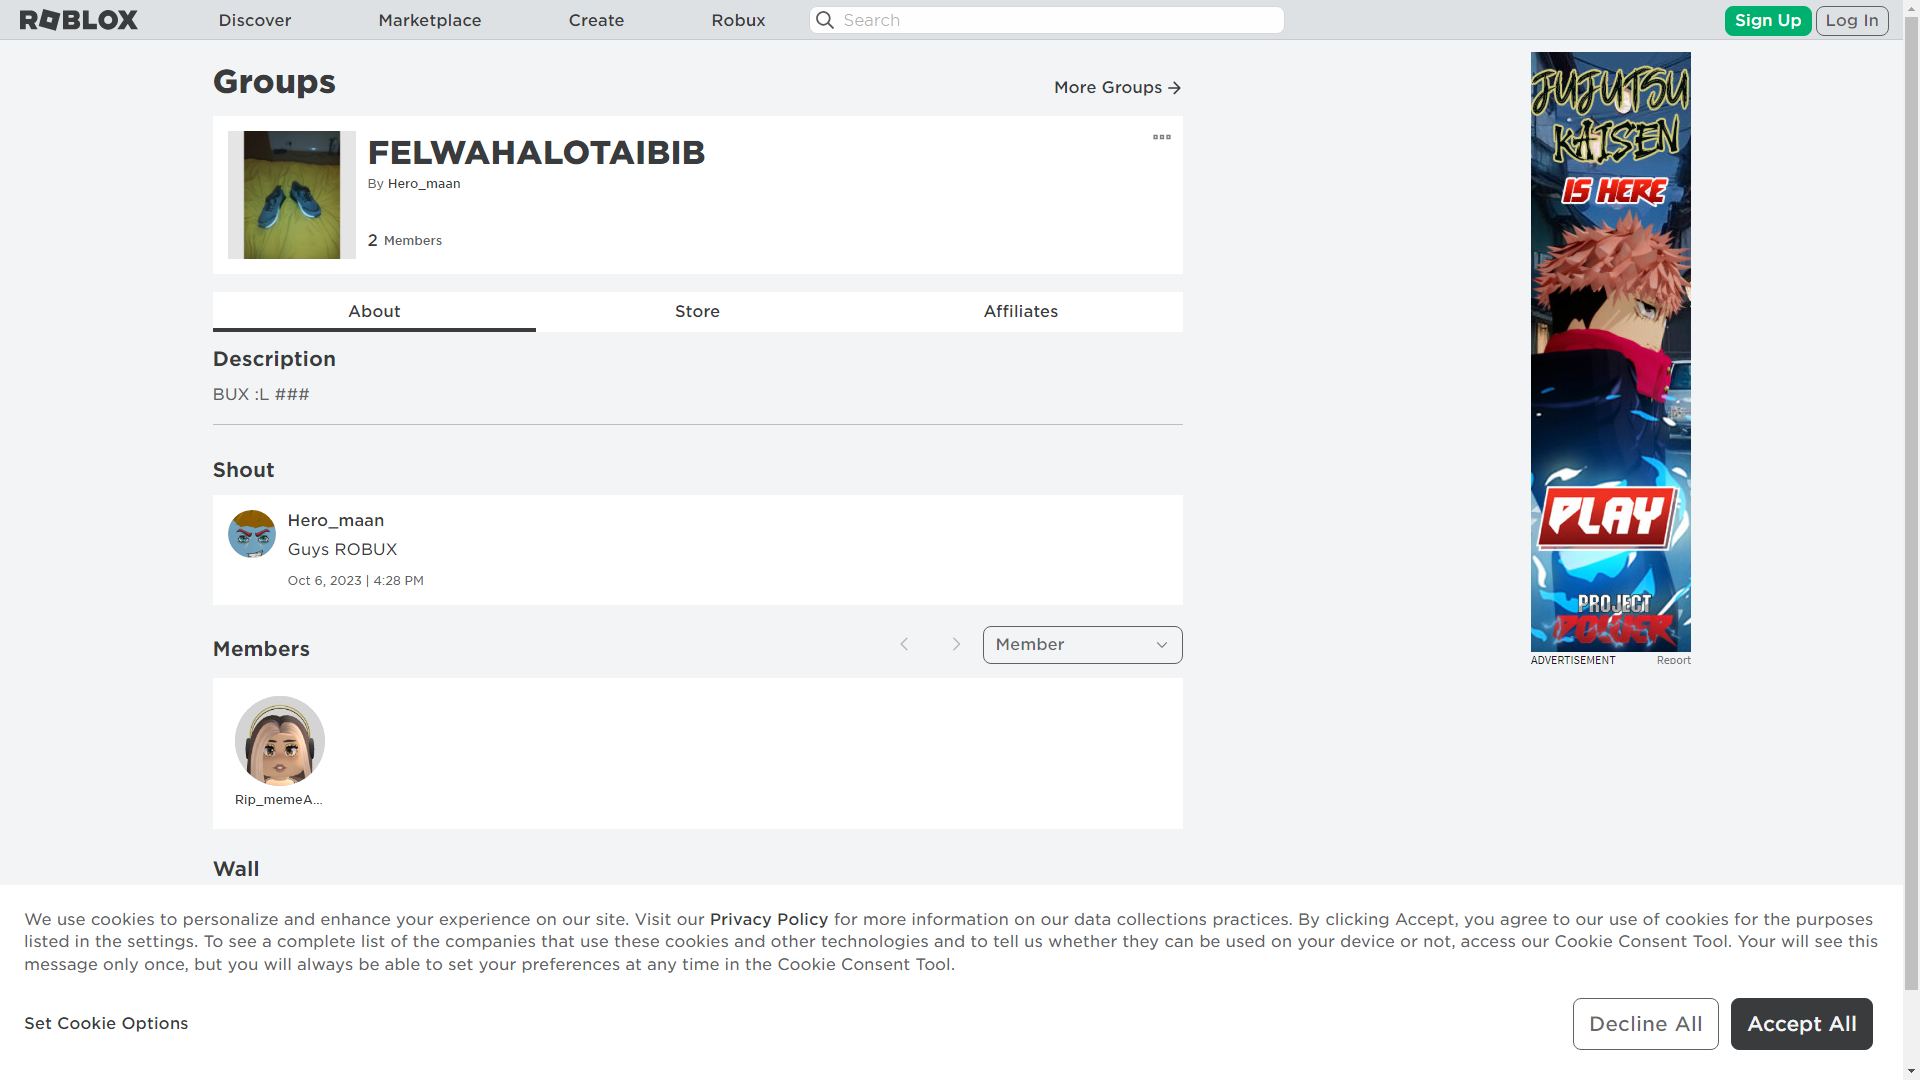 ROBLOX Discover Marketplace Create Robux Search Sign Up Log In
Groups
More Groups
FELWAHALOTAIBIB
By Hero_maan
2 Members
About Store Affiliates
Description
BUX :L ###
Shout
Hero_maan
Guys ROBUX
Oct 6, 2023 | 4:28 PM
Members
Member
Rip_memeA...
Wall
JUJUTSU
KAISEN
IS HERE
PLAY
PROJECT
POWER
ADVERTISEMENT Report
We use cookies to personalize and enhance your experience on our site. Visit our Privacy Policy for more information on our data collections practices. By clicking Accept, you agree to our use of cookies for the purposes
listed in the settings. To see a complete list of the companies that use these cookies and other technologies and to tell us whether they can be used on your device or not, access our Cookie Consent Tool. Your will see this
message only once, but you will always be able to set your preferences at any time in the Cookie Consent Tool.
Set Cookie Options
Decline All
Accept All